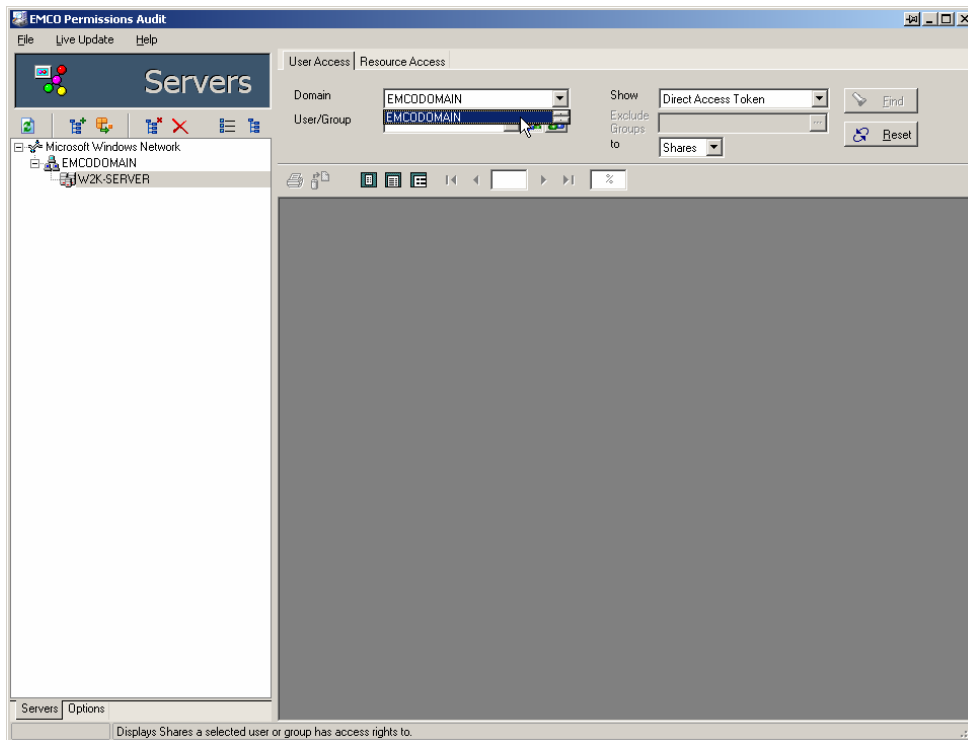 EMCO Permissions Audit
File Live Update Help
Servers
User Access Resource Access
Domain EMCODOMAIN Show Direct Access Token Find
User/Group EMCODOMAIN Exclude Groups ... Reset
to Shares
Microsoft Windows Network
EMCODOMAIN
W2K-SERVER
%
Servers Options
Displays Shares a selected user or group has access rights to.